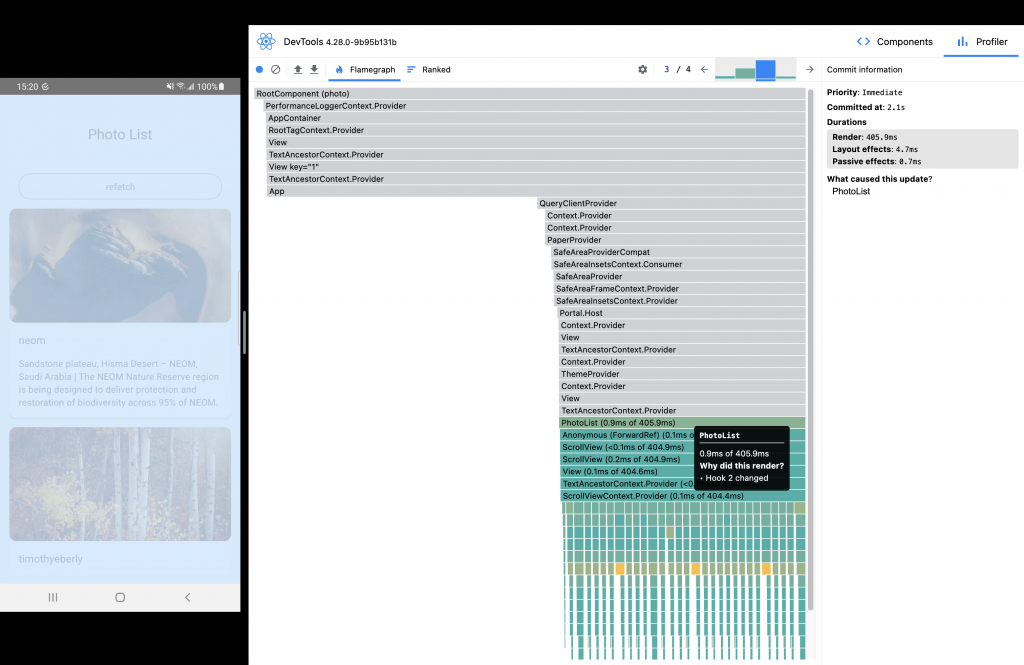 15:20
100%
Photo List
refetch
neom
Sandstone plateau, Hisma Desert – NEOM,
Saudi Arabia | The NEOM Nature Reserve region
is being designed to deliver protection and
restoration of biodiversity across 95% of NEOM.
timothyeberly
DevTools 4.28.0-9b95b131b
Components
Profiler
Flamegraph
Ranked
3 / 4
RootComponent (photo)
PerformanceLoggerContext.Provider
AppContainer
RootTagContext.Provider
View
TextAncestorContext.Provider
View key="1"
TextAncestorContext.Provider
App
QueryClientProvider
Context.Provider
Context.Provider
PaperProvider
SafeAreaProviderCompat
SafeAreaInsetsContext.Consumer
SafeAreaProvider
SafeAreaFrameContext.Provider
SafeAreaInsetsContext.Provider
Portal.Host
Context.Provider
View
TextAncestorContext.Provider
Context.Provider
ThemeProvider
Context.Provider
View
TextAncestorContext.Provider
PhotoList (0.9ms of 405.9ms)
Anonymous (ForwardRef) (0.1ms o
ScrollView (<0.1ms of 404.9ms)
ScrollView (0.2ms of 404.9ms)
View (0.1ms of 404.6ms)
TextAncestorContext.Provider (<0.
ScrollViewContext.Provider (0.1ms of 404.4ms)
PhotoList
0.9ms of 405.9ms
Why did this render?
• Hook 2 changed
Commit information
Priority: Immediate
Committed at: 2.1s
Durations
Render: 405.9ms
Layout effects: 4.7ms
Passive effects: 0.7ms
What caused this update?
PhotoList